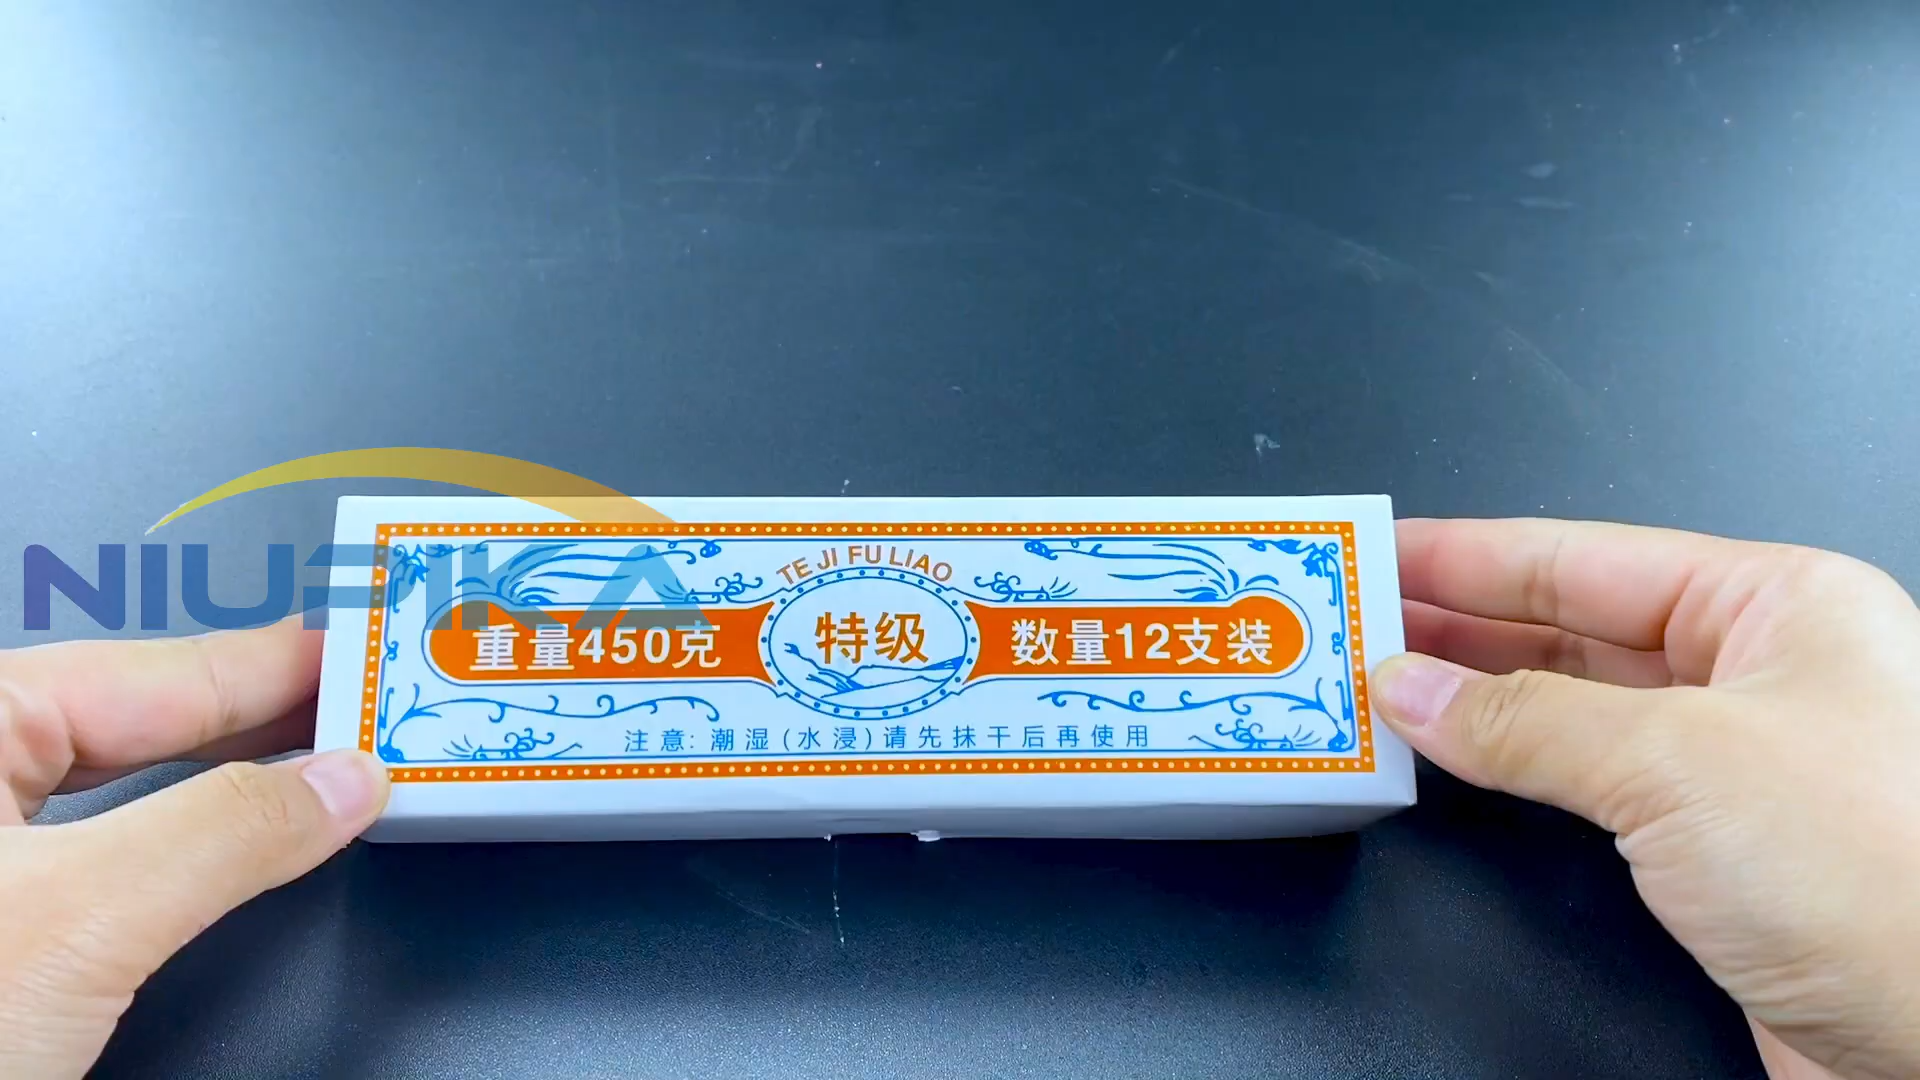 NIUPIKA
TE JI FU LIAO
重量450克
特级
数量12支装
注意:潮湿(水浸)请先抹干后再使用